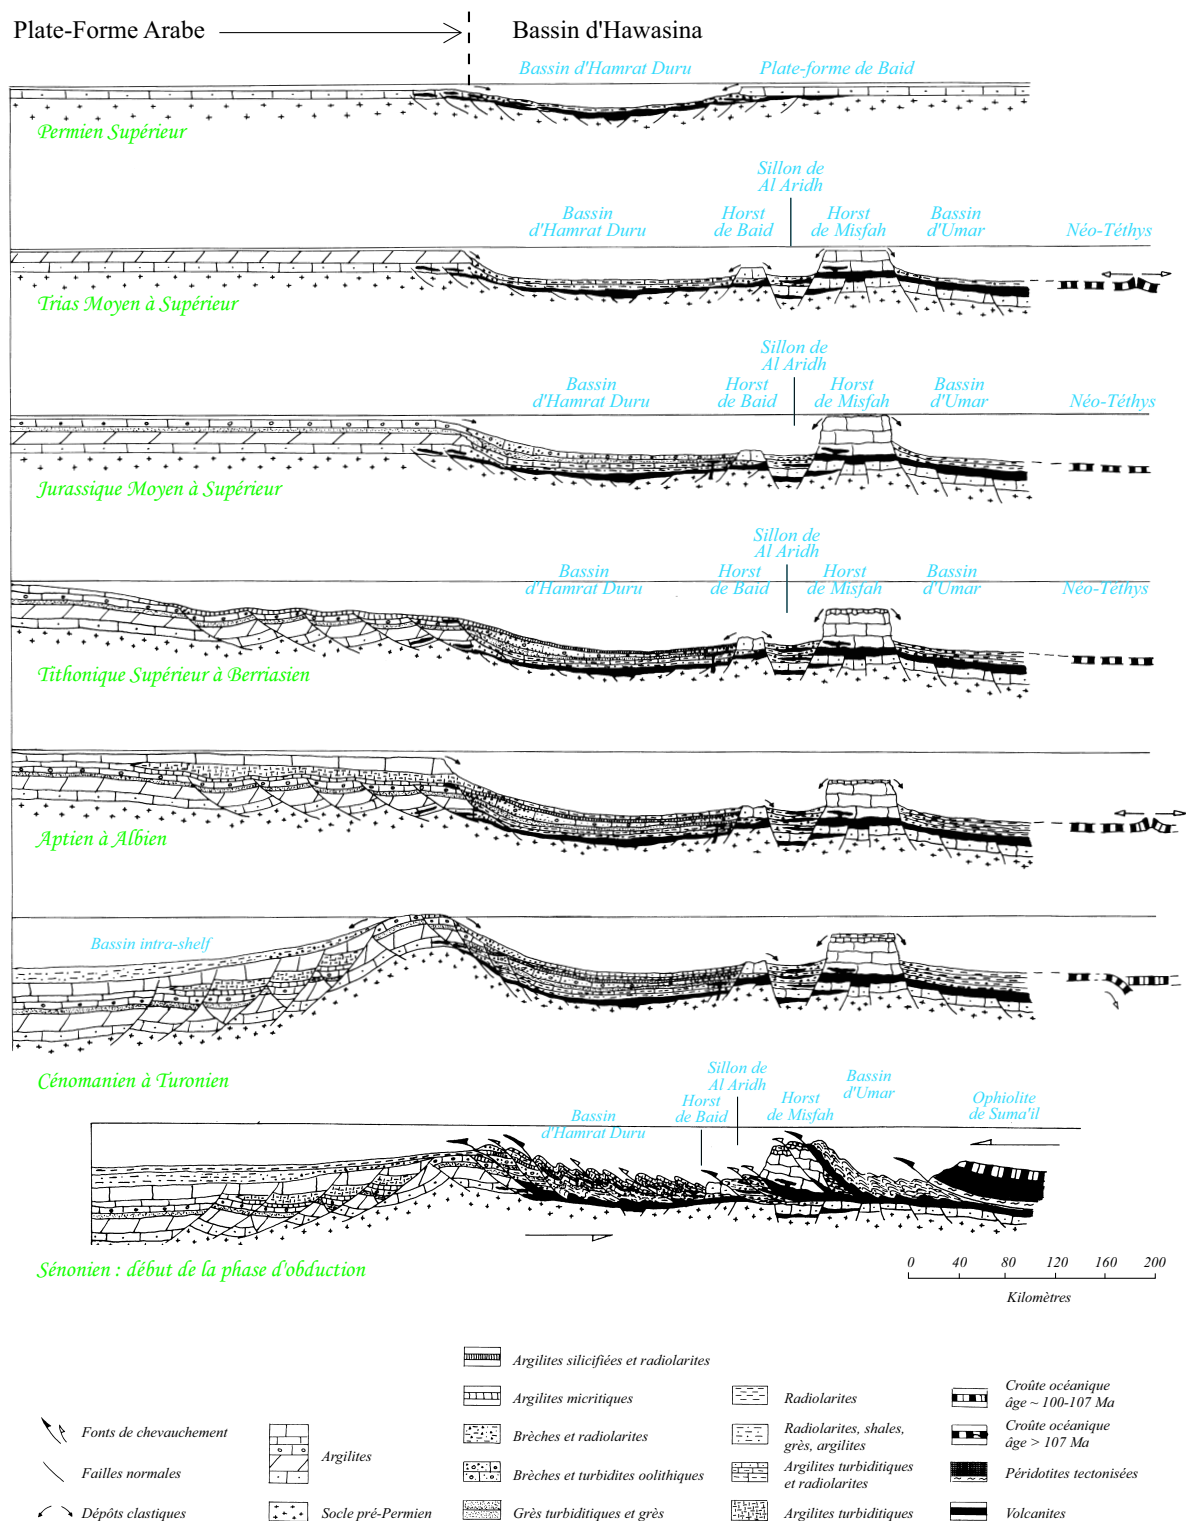 Plate-Forme Arabe
Bassin d'Hawasina
Bassin d'Hamrat Duru
Plate-forme de Baid
Permien Supérieur
Sillon de
Al Aridh
Bassin
d'Hamrat Duru
Horst
de Baid
Horst
de Misfah
Bassin
d'Umar
Néo-Téthys
Trias Moyen à Supérieur
Sillon de
Al Aridh
Bassin
d'Hamrat Duru
Horst
de Baid
Horst
de Misfah
Bassin
d'Umar
Néo-Téthys
Jurassique Moyen à Supérieur
Sillon de
Al Aridh
Bassin
d'Hamrat Duru
Horst
de Baid
Horst
de Misfah
Bassin
d'Umar
Néo-Téthys
Tithonique Supérieur à Berriasien
Aptien à Albien
Bassin intra-shelf
Cénomanien à Turonien
Sillon de
Al Aridh
Bassin
d'Hamrat Duru
Horst
de Baid
Horst
de Misfah
Bassin
d'Umar
Ophiolite
de Suma'il
Sénonien : début de la phase d'obduction
0 40 80 120 160 200
Kilomètres
Fonts de chevauchement
Failles normales
Dépôts clastiques
Argilites
Socle pré-Permien
Argilites silicifiées et radiolarites
Argilites micritiques
Brèches et radiolarites
Brèches et turbidites oolithiques
Grès turbiditiques et grès
Radiolarites
Radiolarites, shales,
grès, argilites
Argilites turbiditiques
et radiolarites
Argilites turbiditiques
Croûte océanique
âge ~ 100-107 Ma
Croûte océanique
âge > 107 Ma
Péridotites tectonisées
Volcanites